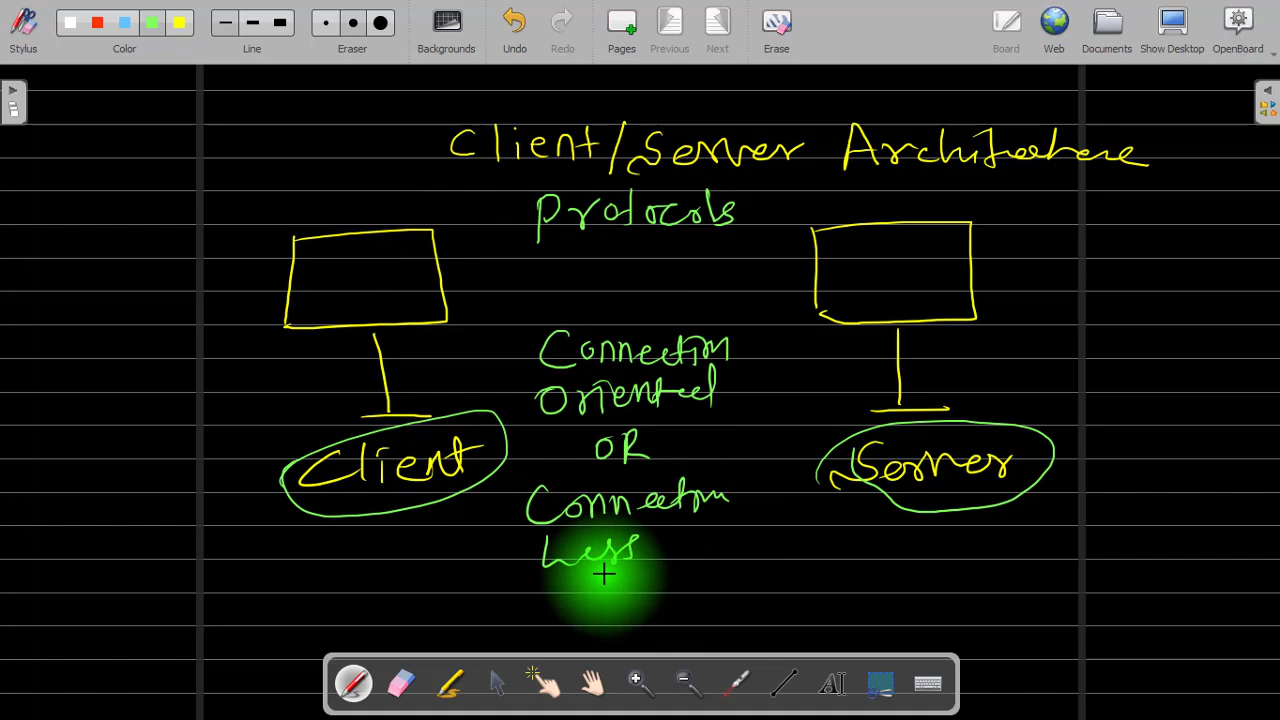 Stylus
Color
Line
Eraser
Backgrounds
Undo
Redo
Pages
Previous
Next
Erase
Board
Web
Documents
Show Desktop
OpenBoard
Client/Server Architecture
Protocols
Connection
Oriented
OR
Connection
Less
Client
Server